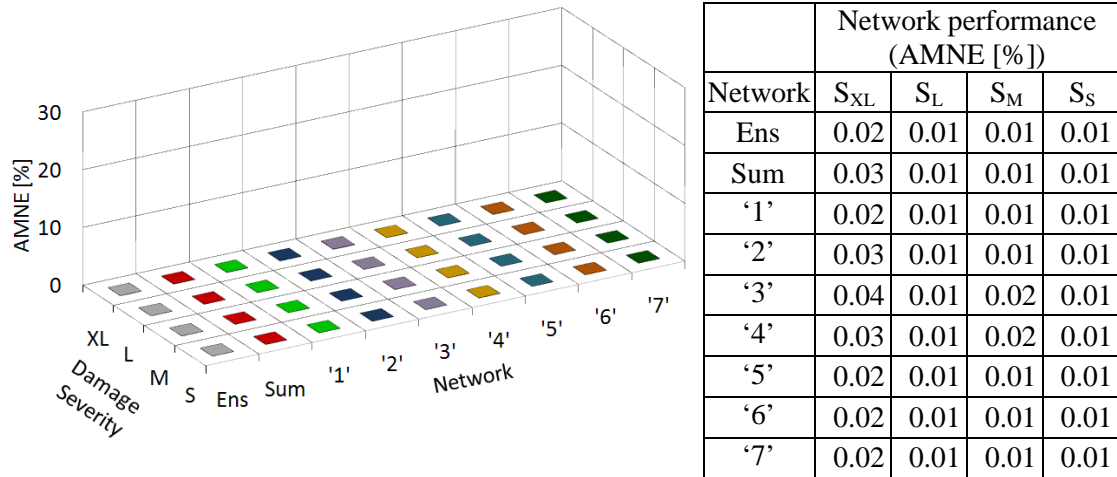 30
20
10
0
AMNE [%]
XL
L
M
S
Damage
Severity
Ens
Sum
'1'
'2'
'3'
'4'
'5'
'6'
'7'
Network
Network performance
(AMNE [%])
Network S_XL S_L S_M S_S
Ens 0.02 0.01 0.01 0.01
Sum 0.03 0.01 0.01 0.01
‘1’ 0.02 0.01 0.01 0.01
‘2’ 0.03 0.01 0.01 0.01
‘3’ 0.04 0.01 0.02 0.01
‘4’ 0.03 0.01 0.02 0.01
‘5’ 0.02 0.01 0.01 0.01
‘6’ 0.02 0.01 0.01 0.01
‘7’ 0.02 0.01 0.01 0.01